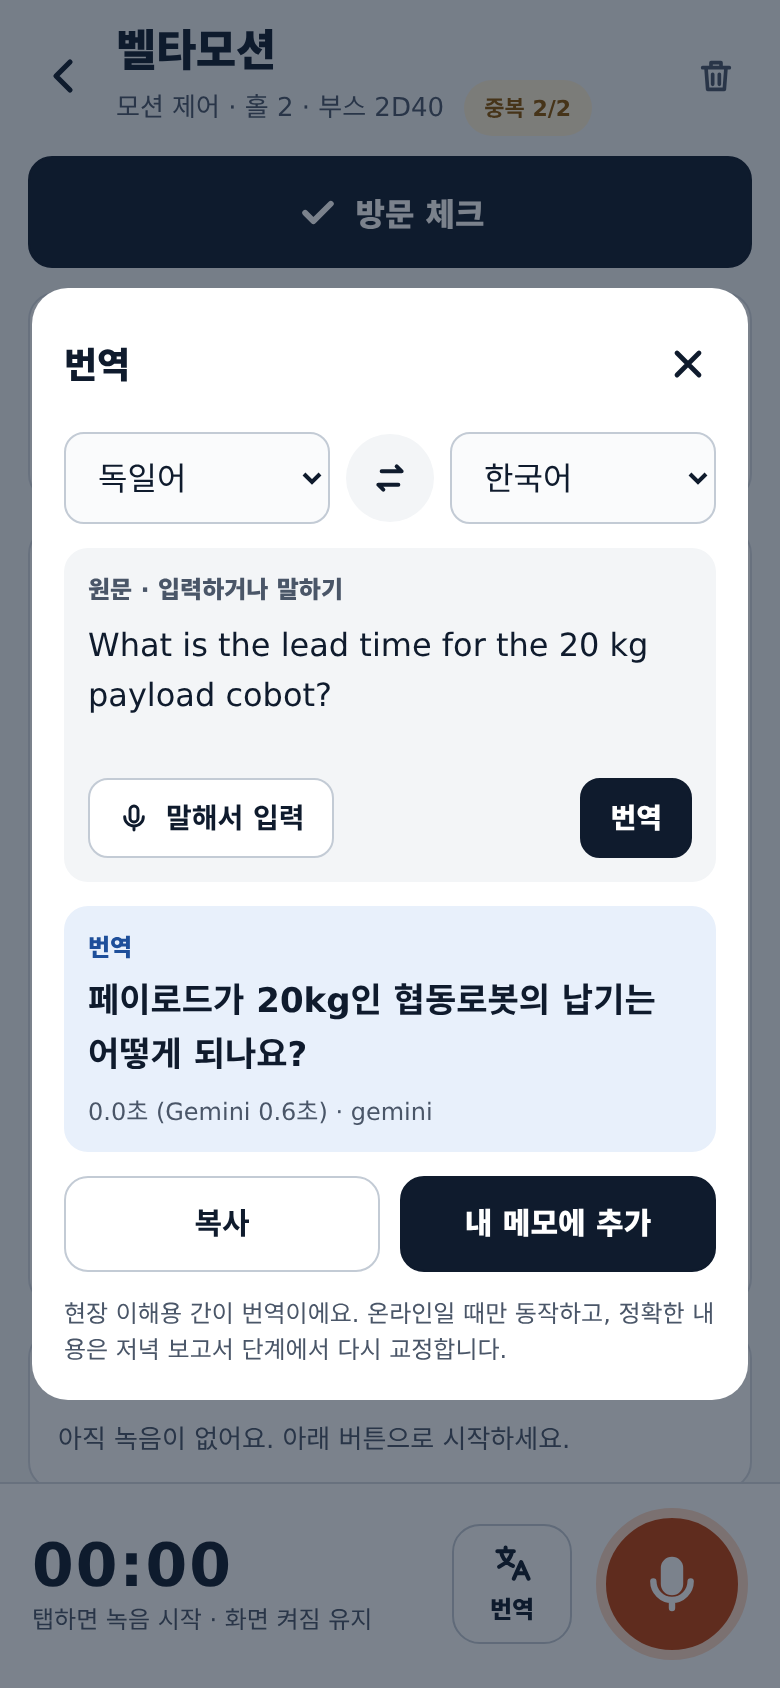 벨타모션
모션 제어 · 홀 2 · 부스 2D40
중복 2/2
방문 체크
번역
독일어
한국어
원문 · 입력하거나 말하기
What is the lead time for the 20 kg
payload cobot?
말해서 입력
번역
번역
페이로드가 20kg인 협동로봇의 납기는
어떻게 되나요?
0.0초 (Gemini 0.6초) · gemini
복사
내 메모에 추가
현장 이해용 간이 번역이에요. 온라인일 때만 동작하고, 정확한 내
용은 저녁 보고서 단계에서 다시 교정합니다.
아직 녹음이 없어요. 아래 버튼으로 시작하세요.
00:00
탭하면 녹음 시작 · 화면 켜짐 유지
번역